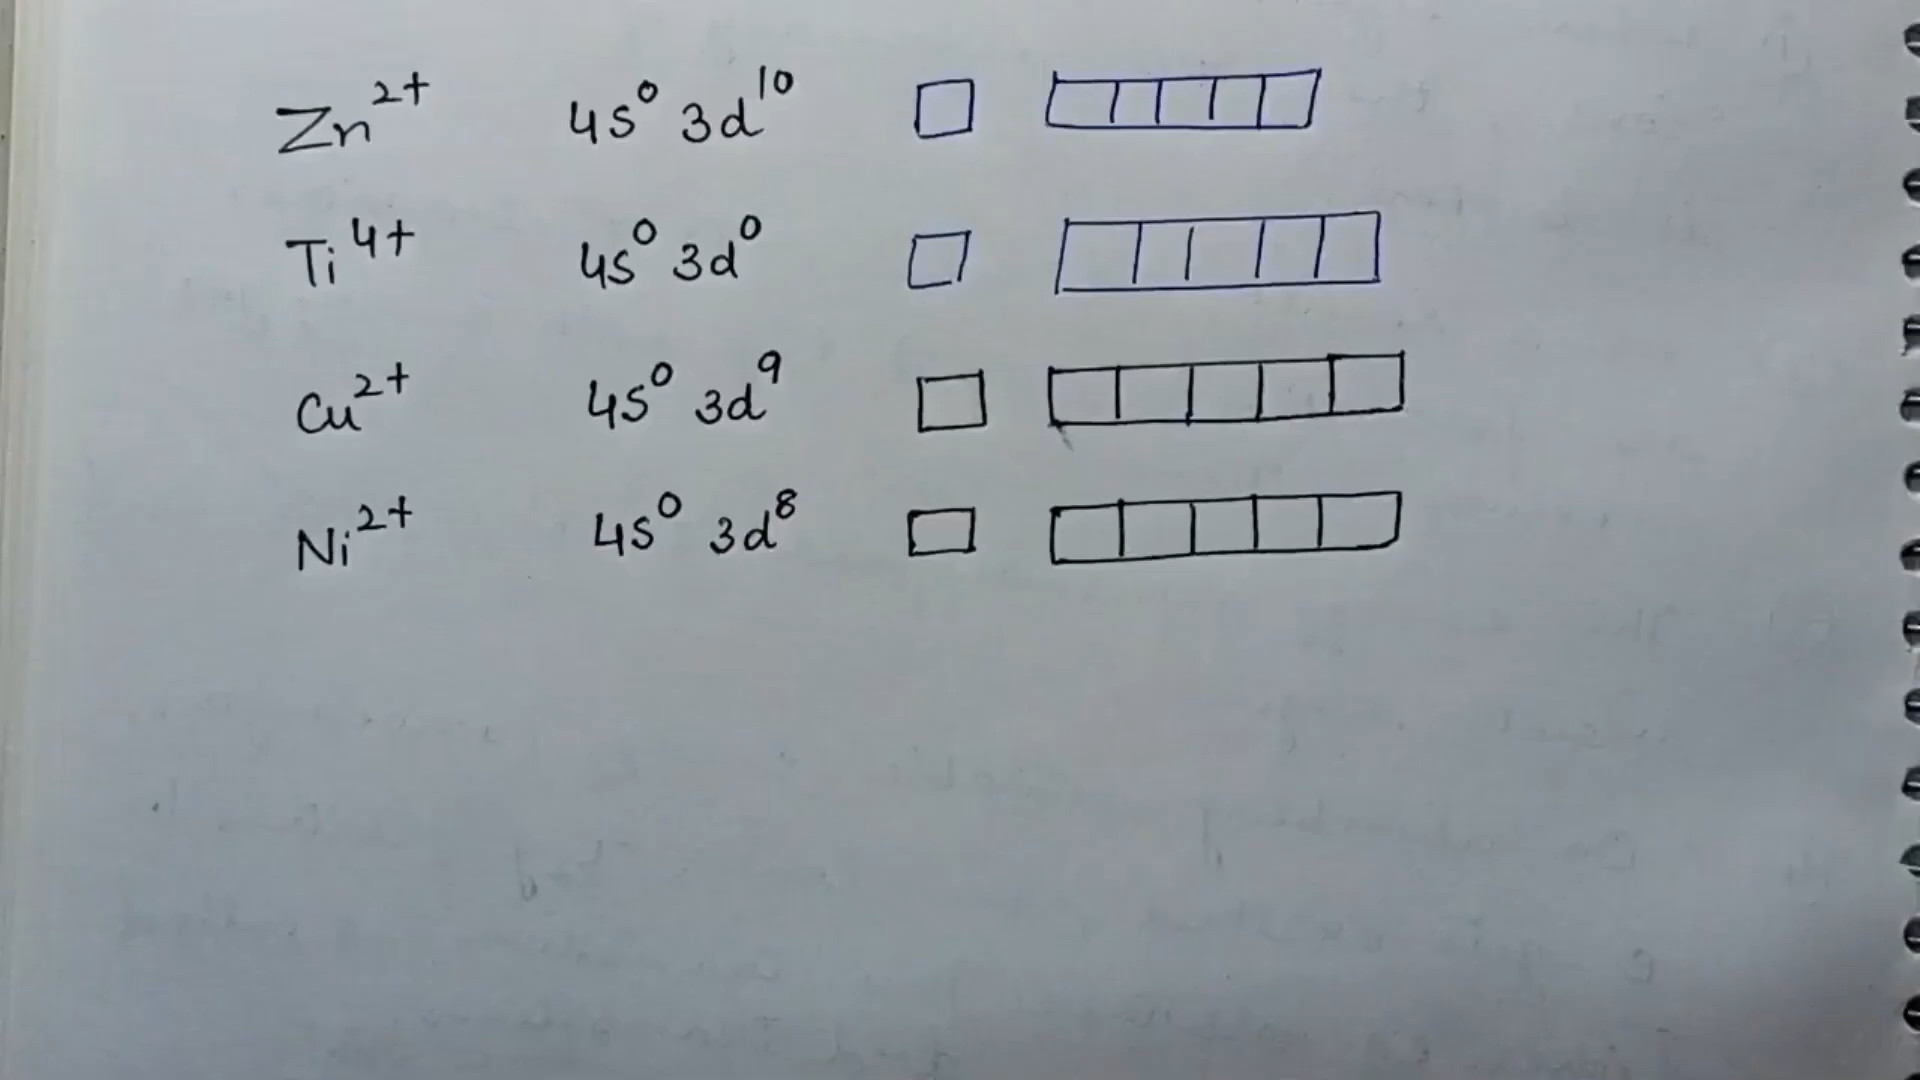 Zn²⁺ 4s⁰ 3d¹⁰
Ti⁴⁺ 4s⁰ 3d⁰
Cu²⁺ 4s⁰ 3d⁹
Ni²⁺ 4s⁰ 3d⁸